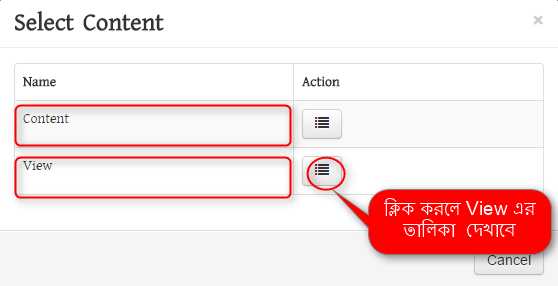 Select Content
×
Name Action
Content
View
ক্লিক করলে View এর
তালিকা দেখাবে
Cancel